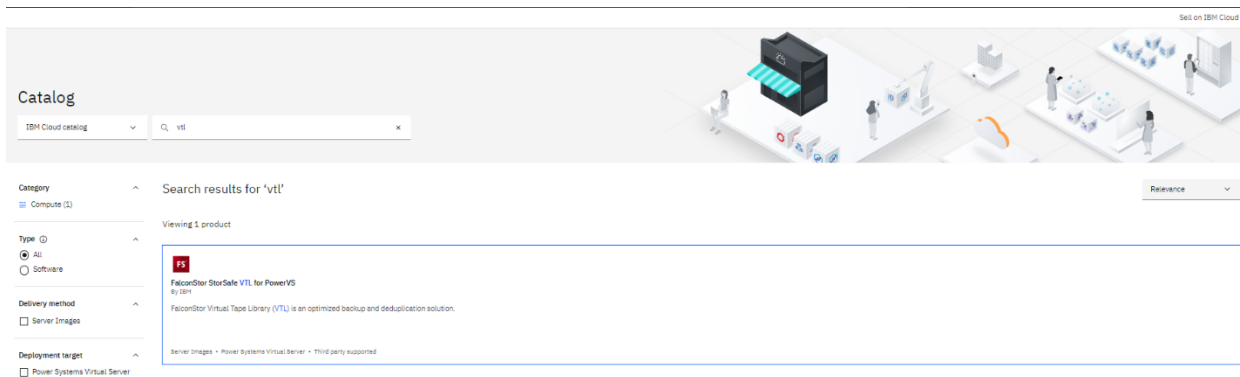 Sell on IBM Cloud
Catalog
IBM Cloud catalog
vtl
Category
Compute (1)
Type
All
Software
Delivery method
Server Images
Deployment target
Power Systems Virtual Server
Search results for ‘vtl’
Relevance
Viewing 1 product
FS
FalconStor StorSafe VTL for PowerVS
By IBM
FalconStor Virtual Tape Library (VTL) is an optimized backup and deduplication solution.
Server Images • Power Systems Virtual Server • Third party supported